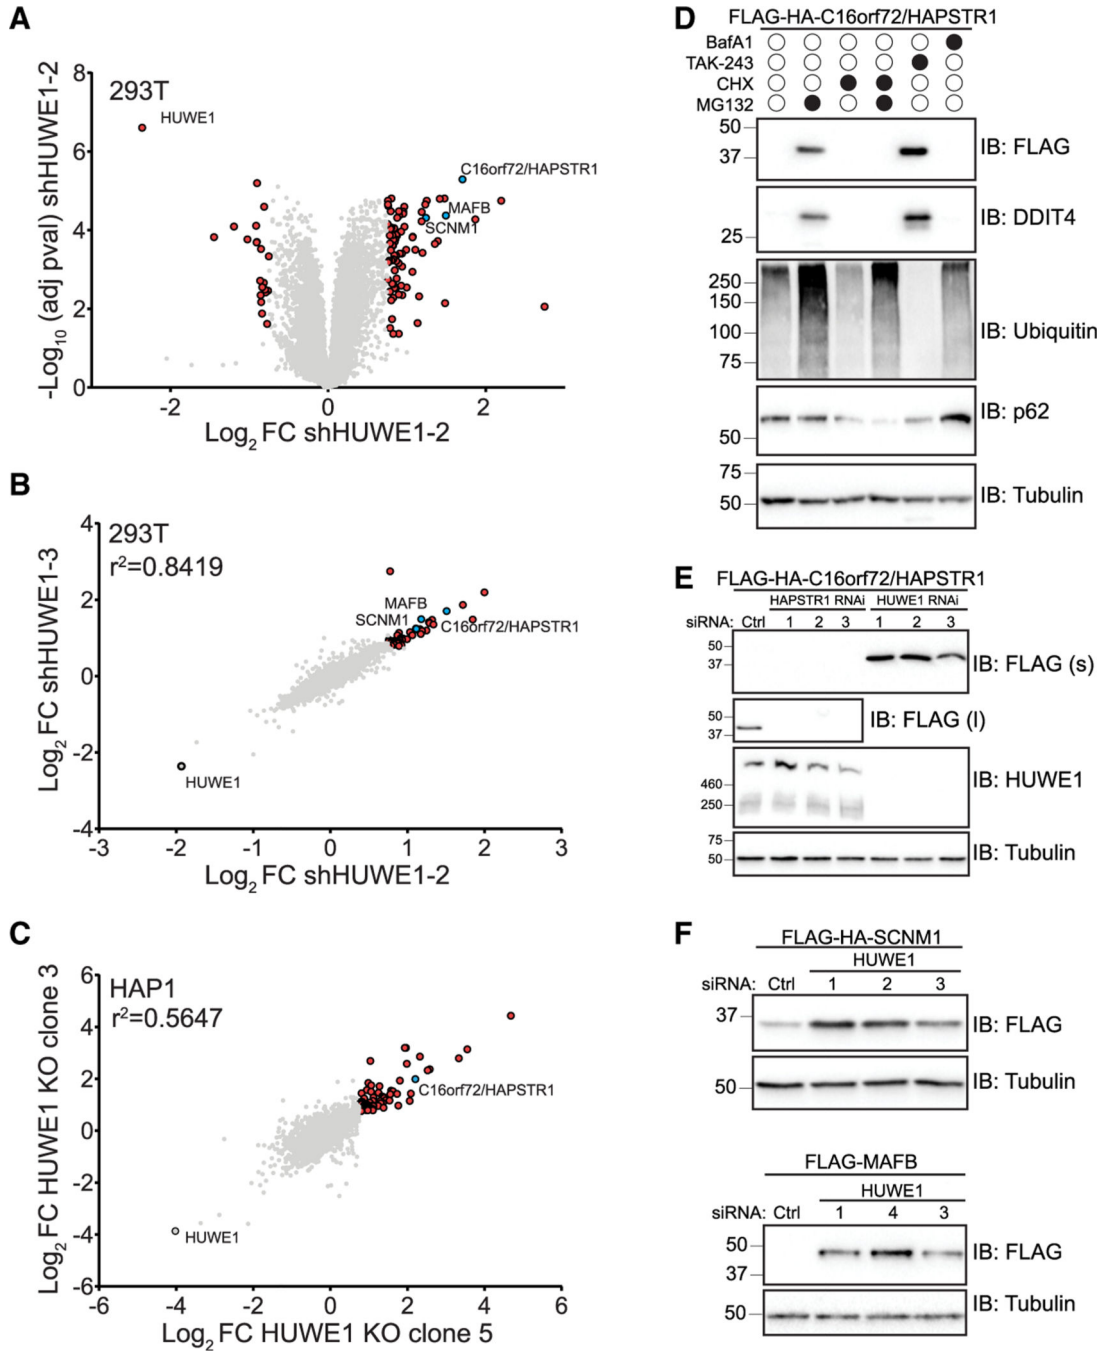 A
293T
HUWE1
C16orf72/HAPSTR1
MAFB
SCNM1
-Log10 (adj pval) shHUWE1-2
8
6
4
2
0
-2 0 2
Log2 FC shHUWE1-2
B
293T
r2=0.8419
MAFB
SCNM1
C16orf72/HAPSTR1
HUWE1
Log2 FC shHUWE1-3
4
2
0
-2
-4
-3 -2 -1 0 1 2 3
Log2 FC shHUWE1-2
C
HAP1
r2=0.5647
C16orf72/HAPSTR1
HUWE1
Log2 FC HUWE1 KO clone 3
6
4
2
0
-2
-4
-6
-6 -4 -2 0 2 4 6
Log2 FC HUWE1 KO clone 5
D
FLAG-HA-C16orf72/HAPSTR1
BafA1
TAK-243
CHX
MG132
50
37
IB: FLAG
IB: DDIT4
25
250
150
100
75
IB: Ubiquitin
IB: p62
50
75
50
IB: Tubulin
E
FLAG-HA-C16orf72/HAPSTR1
HAPSTR1 RNAi HUWE1 RNAi
siRNA: Ctrl 1 2 3 1 2 3
50
37
IB: FLAG (s)
50
37
IB: FLAG (l)
460
250
IB: HUWE1
75
50
IB: Tubulin
F
FLAG-HA-SCNM1
HUWE1
siRNA: Ctrl 1 2 3
37
IB: FLAG
50
IB: Tubulin
FLAG-MAFB
HUWE1
siRNA: Ctrl 1 4 3
50
37
IB: FLAG
50
IB: Tubulin